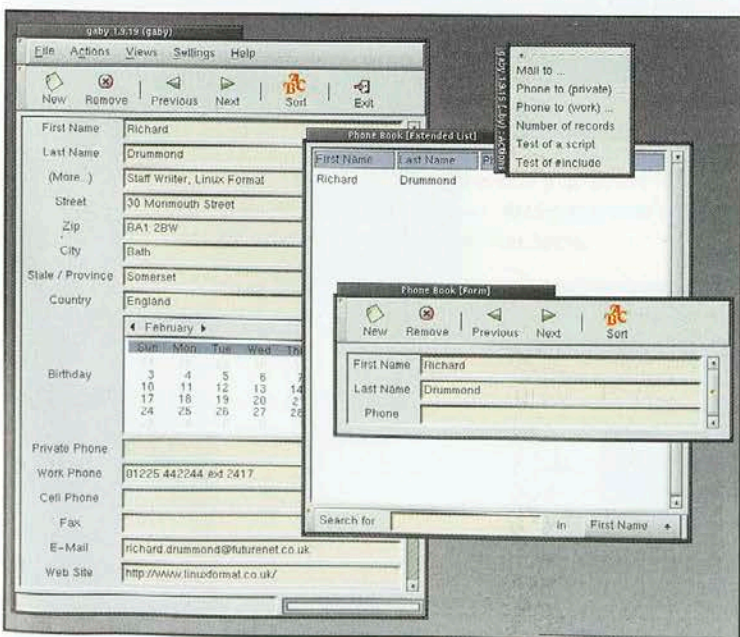 gaby 1.9.19 (gaby)
File Actions Views Settings Help
New Remove Previous Next Sort Exit
First Name Richard
Last Name Drummond
(More...) Staff Writer, Linux Format
Street 30 Monmouth Street
Zip BA1 2BW
City Bath
State / Province Somerset
Country England
February
Sun Mon Tue Wed
Birthday
3 4 5 6 7
10 11 12 13 14
17 18 19 20 21
24 25 26 27 28
Private Phone
Work Phone 01225 442244 ext 2417
Cell Phone
Fax
E-Mail richard.drummond@futurenet.co.uk
Web Site http://www.linuxformat.co.uk/
Phone Book [Extended List]
First Name Last Name
Richard Drummond
Search for in First Name
Mail to ...
Phone to (private)
Phone to (work) ...
Number of records
Test of a script
Test of #include
Phone Book [Form]
New Remove Previous Next Sort
First Name Richard
Last Name Drummond
Phone